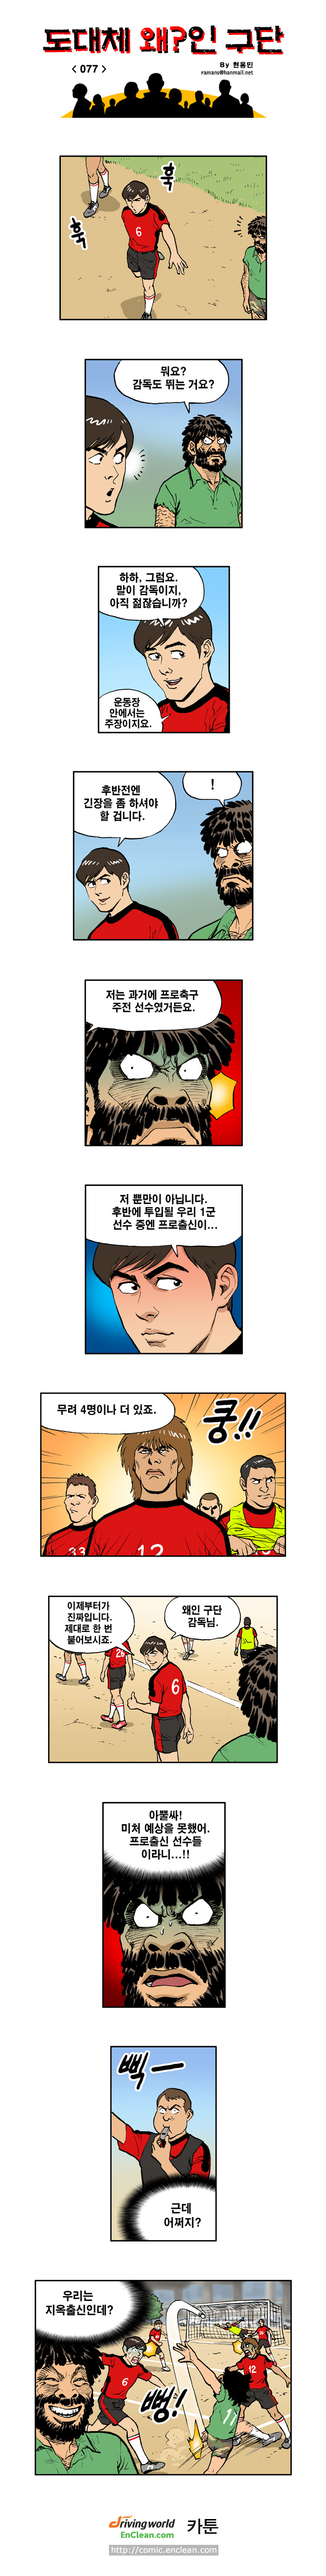 도대체 왜?인 구단
< 077 >
By 현용민
ramans@hanmail.net
훅
훅
6
뭐요?
감독도 뛰는 거요?
하하, 그럼요.
말이 감독이지,
아직 젊잖습니까?
운동장
안에서는
주장이지요.
후반전엔
긴장을 좀 하셔야
할 겁니다.
!
저는 과거에 프로축구
주전 선수였거든요.
저 뿐만이 아닙니다.
후반에 투입될 우리 1군
선수 중엔 프로출신이...
무려 4명이나 더 있죠.
쿵!!
33
12
이제부터가
진짜입니다.
제대로 한 번
붙어보시죠.
왜인 구단
감독님.
6
아뿔싸!
미처 예상을 못했어.
프로출신 선수들
이라니...!!
삑—
근데
어쩌지?
우리는
지옥출신인데?
6
뻥!
11
12
drivingworld
EnClean.com
카툰
http://comic.enclean.com